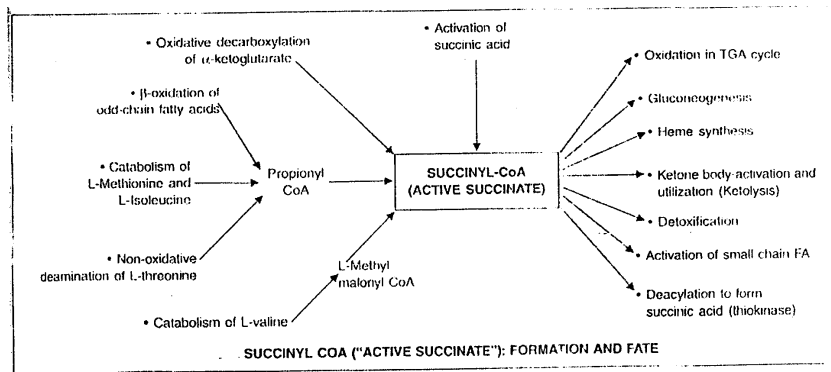 • Oxidative decarboxylation
of α-ketoglutarate
• Activation of
succinic acid
• β-oxidation of
odd-chain fatty acids
• Catabolism of
L-Methionine and
L-Isoleucine
• Non-oxidative
deamination of L-threonine
• Catabolism of L-valine
Propionyl
CoA
L-Methyl
malonyl CoA
SUCCINYL-CoA
(ACTIVE SUCCINATE)
• Oxidation in TGA cycle
• Gluconeogenesis
• Heme synthesis
• Ketone body-activation and
utilization (Ketolysis)
• Detoxification
• Activation of small chain FA
• Deacylation to form
succinic acid (thiokinase)
SUCCINYL COA ("ACTIVE SUCCINATE"): FORMATION AND FATE